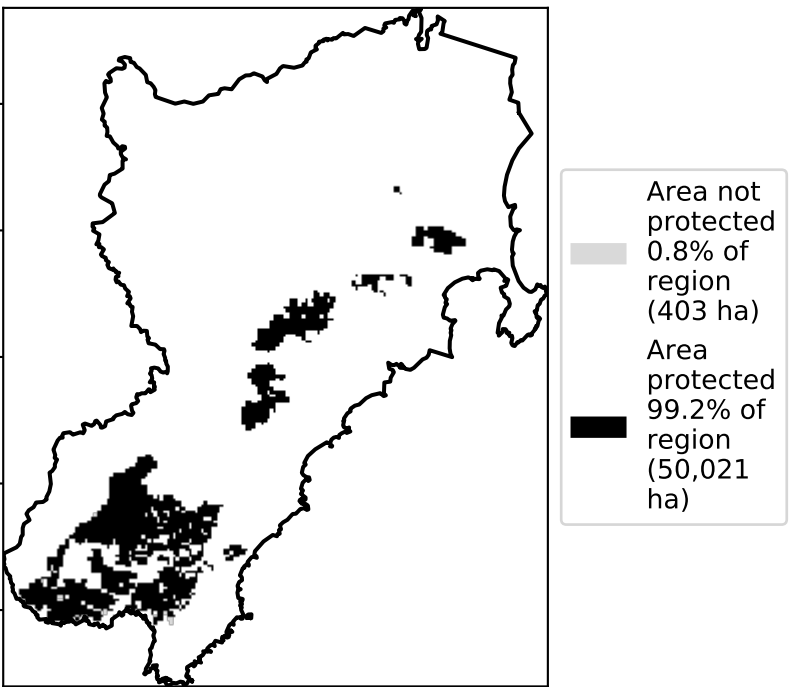 Area not
protected
0.8% of
region
(403 ha)
Area
protected
99.2% of
region
(50,021
ha)